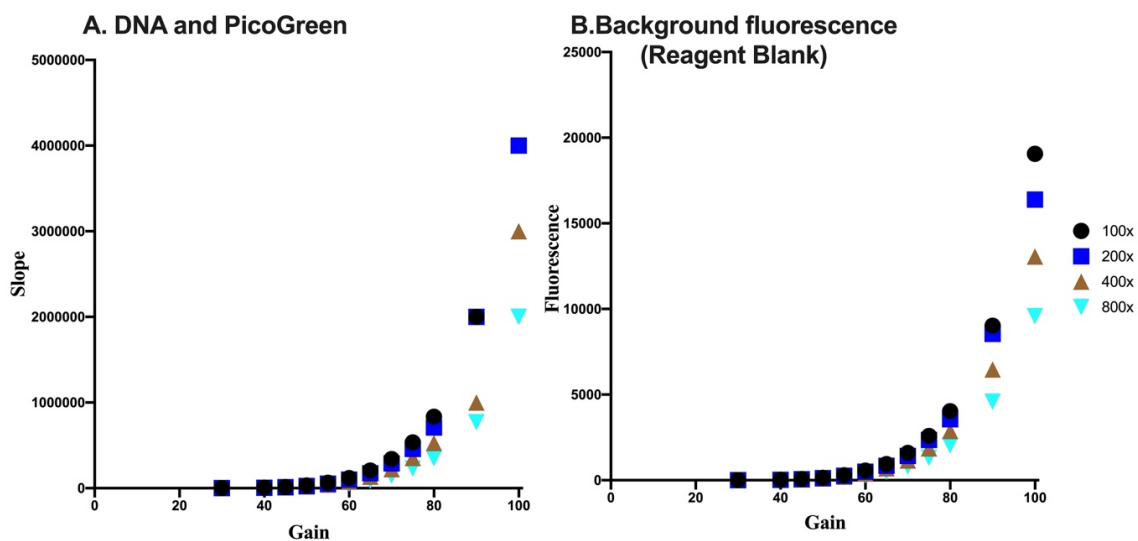 A. DNA and PicoGreen
5000000
4000000
3000000
2000000
1000000
0
Slope
0 20 40 60 80 100
Gain
B.Background fluorescence
(Reagent Blank)
25000
20000
15000
10000
5000
0
Fluorescence
0 20 40 60 80 100
Gain
100x
200x
400x
800x